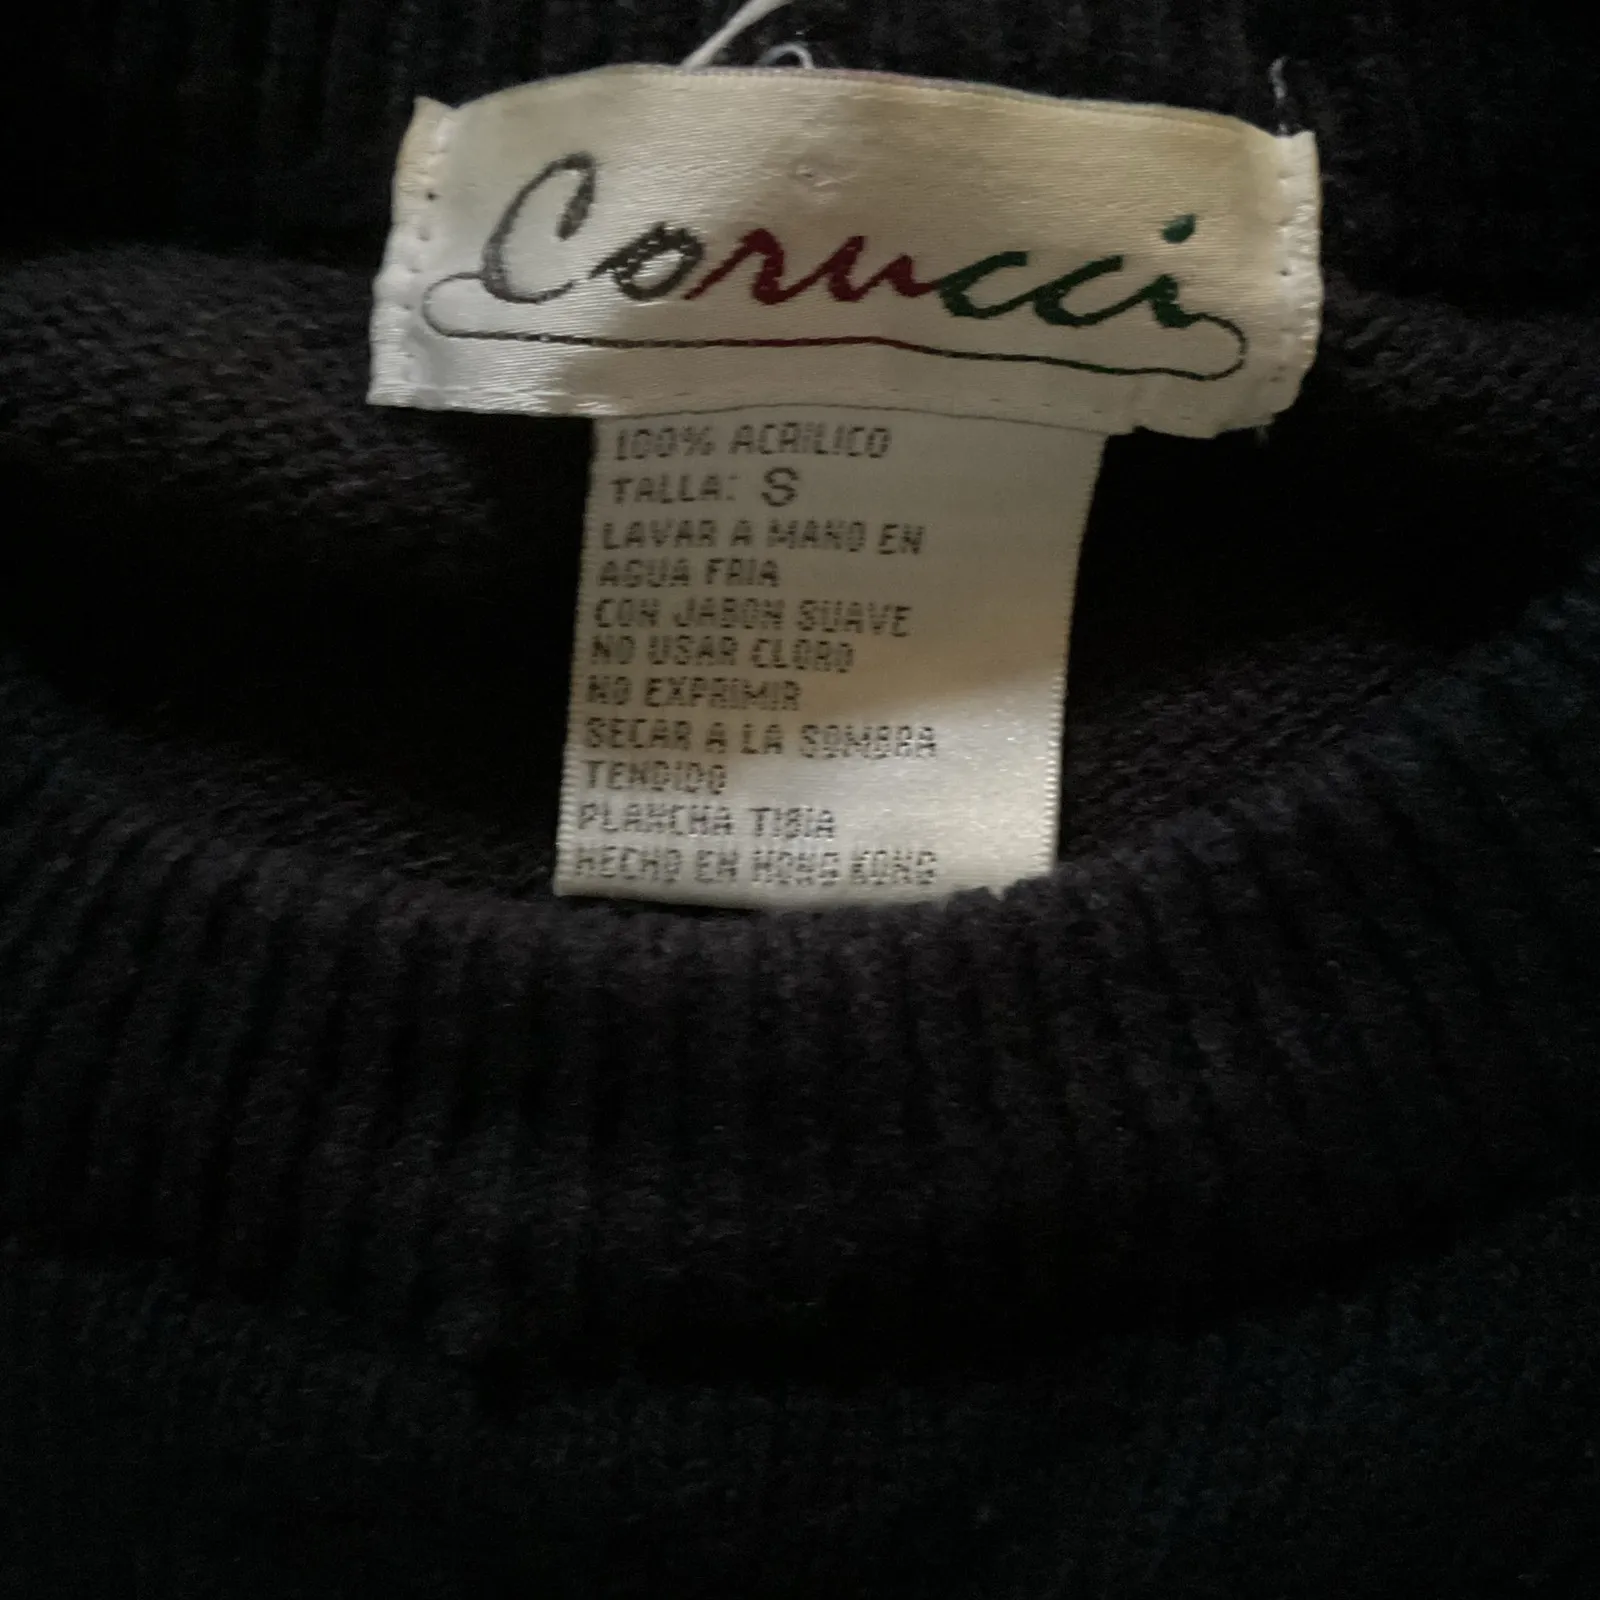 Corucci
100% ACRILICO
TALLA: S
LAVAR A MANO EN
AGUA FRIA
CON JABON SUAVE
NO USAR CLORO
NO EXPRIMIR
SECAR A LA SOMBRA
TENDIDO
PLANCHA TIBIA
HECHO EN HONG KONG